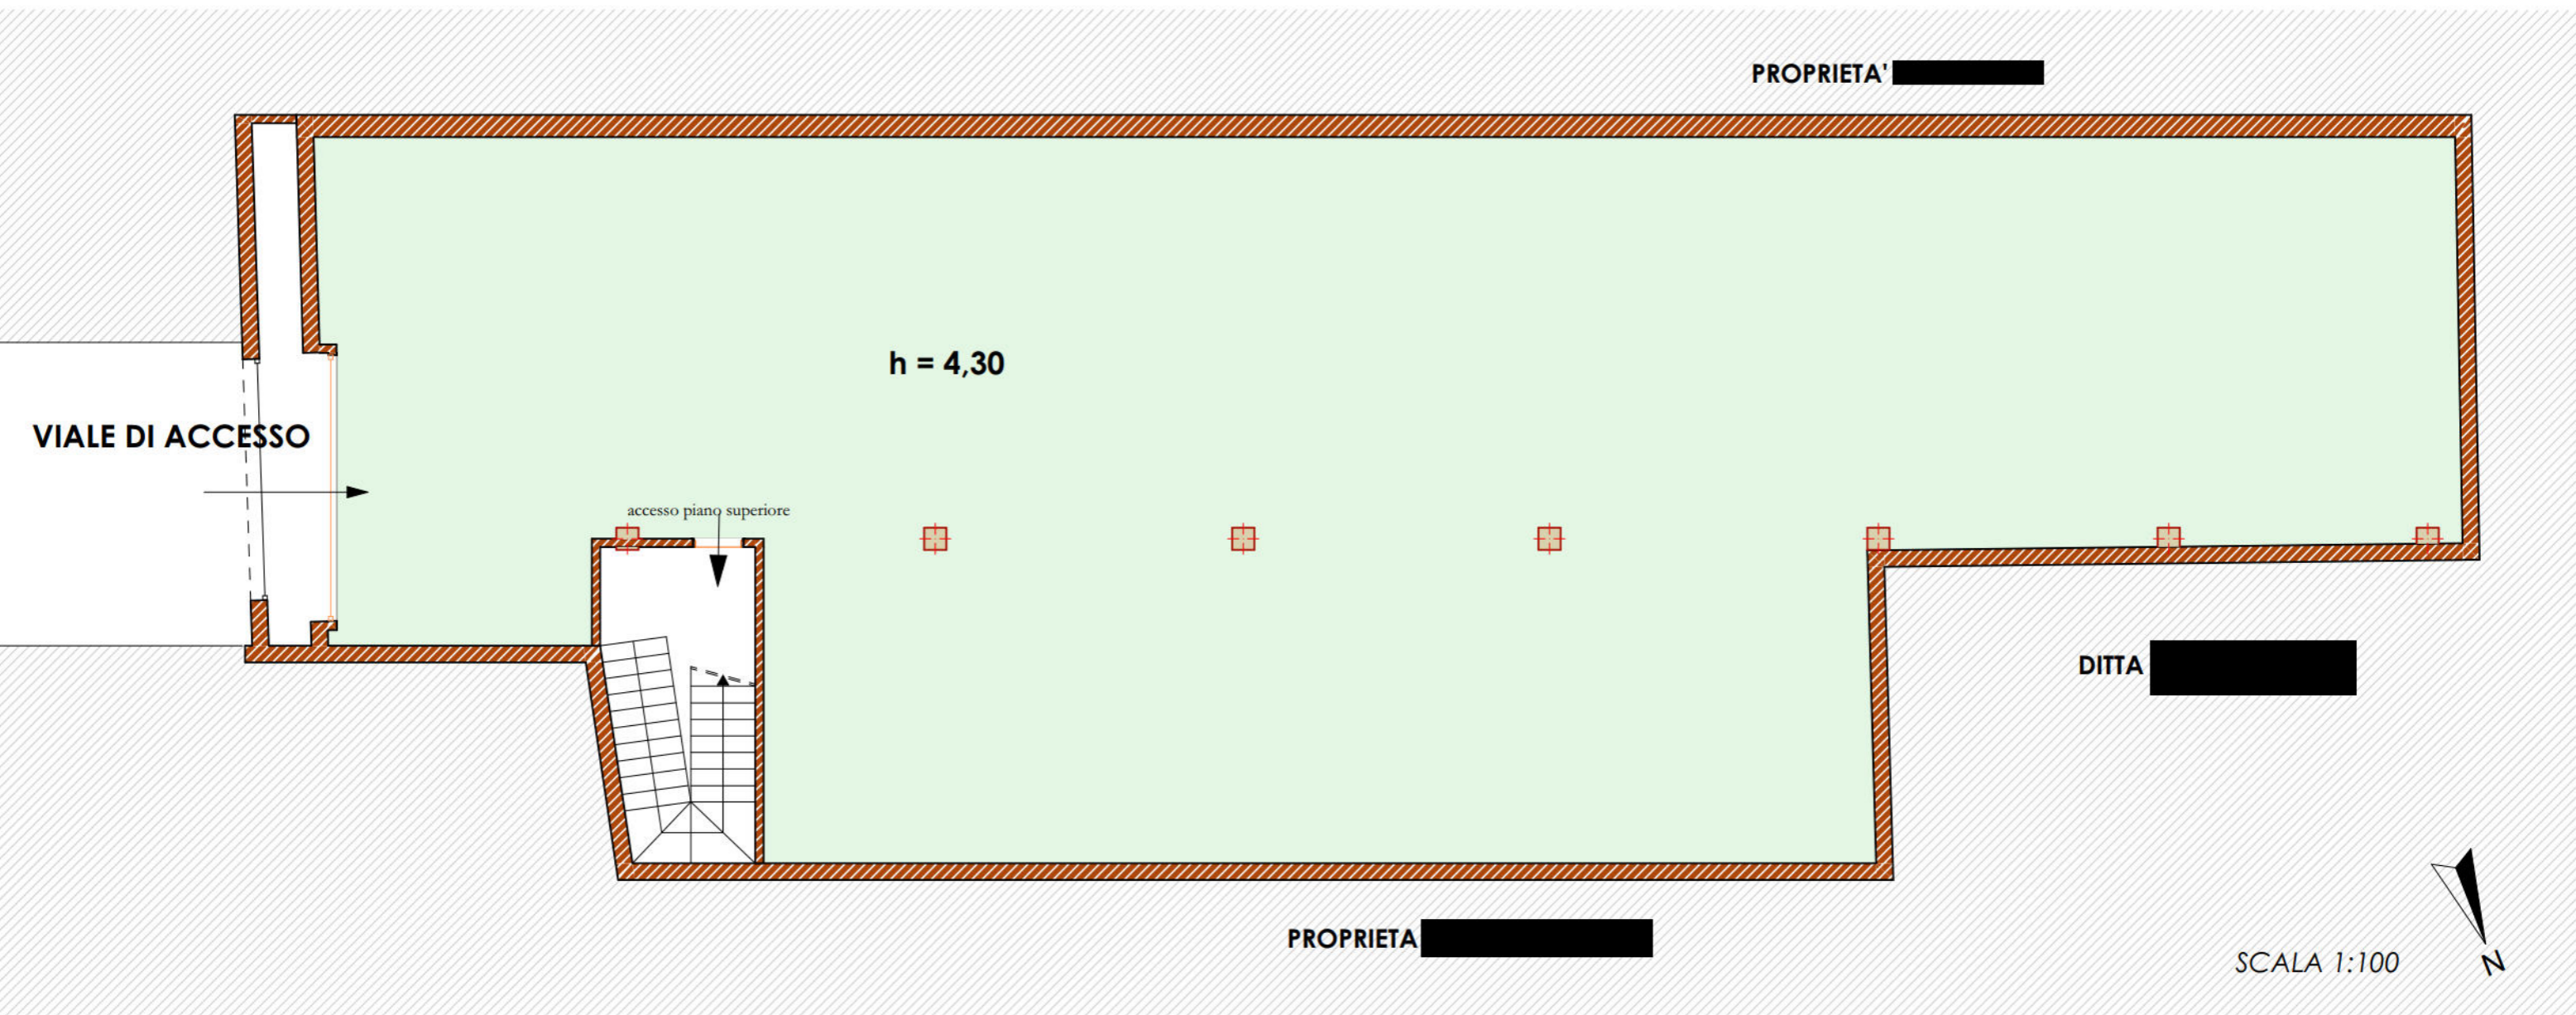 PROPRIETA'
h = 4,30
VIALE DI ACCESSO
accesso piano superiore
DITTA
PROPRIETA
SCALA 1:100
N